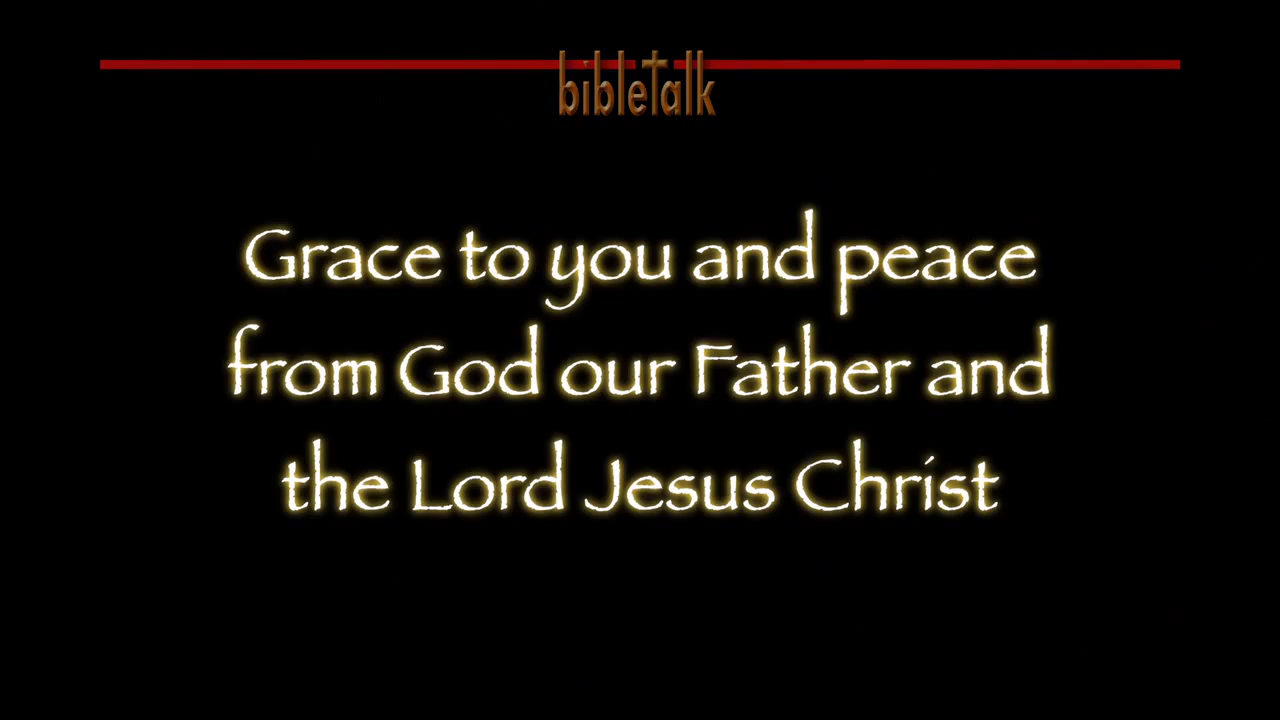 bibleTalk
Grace to you and peace
from God our Father and
the Lord Jesus Christ